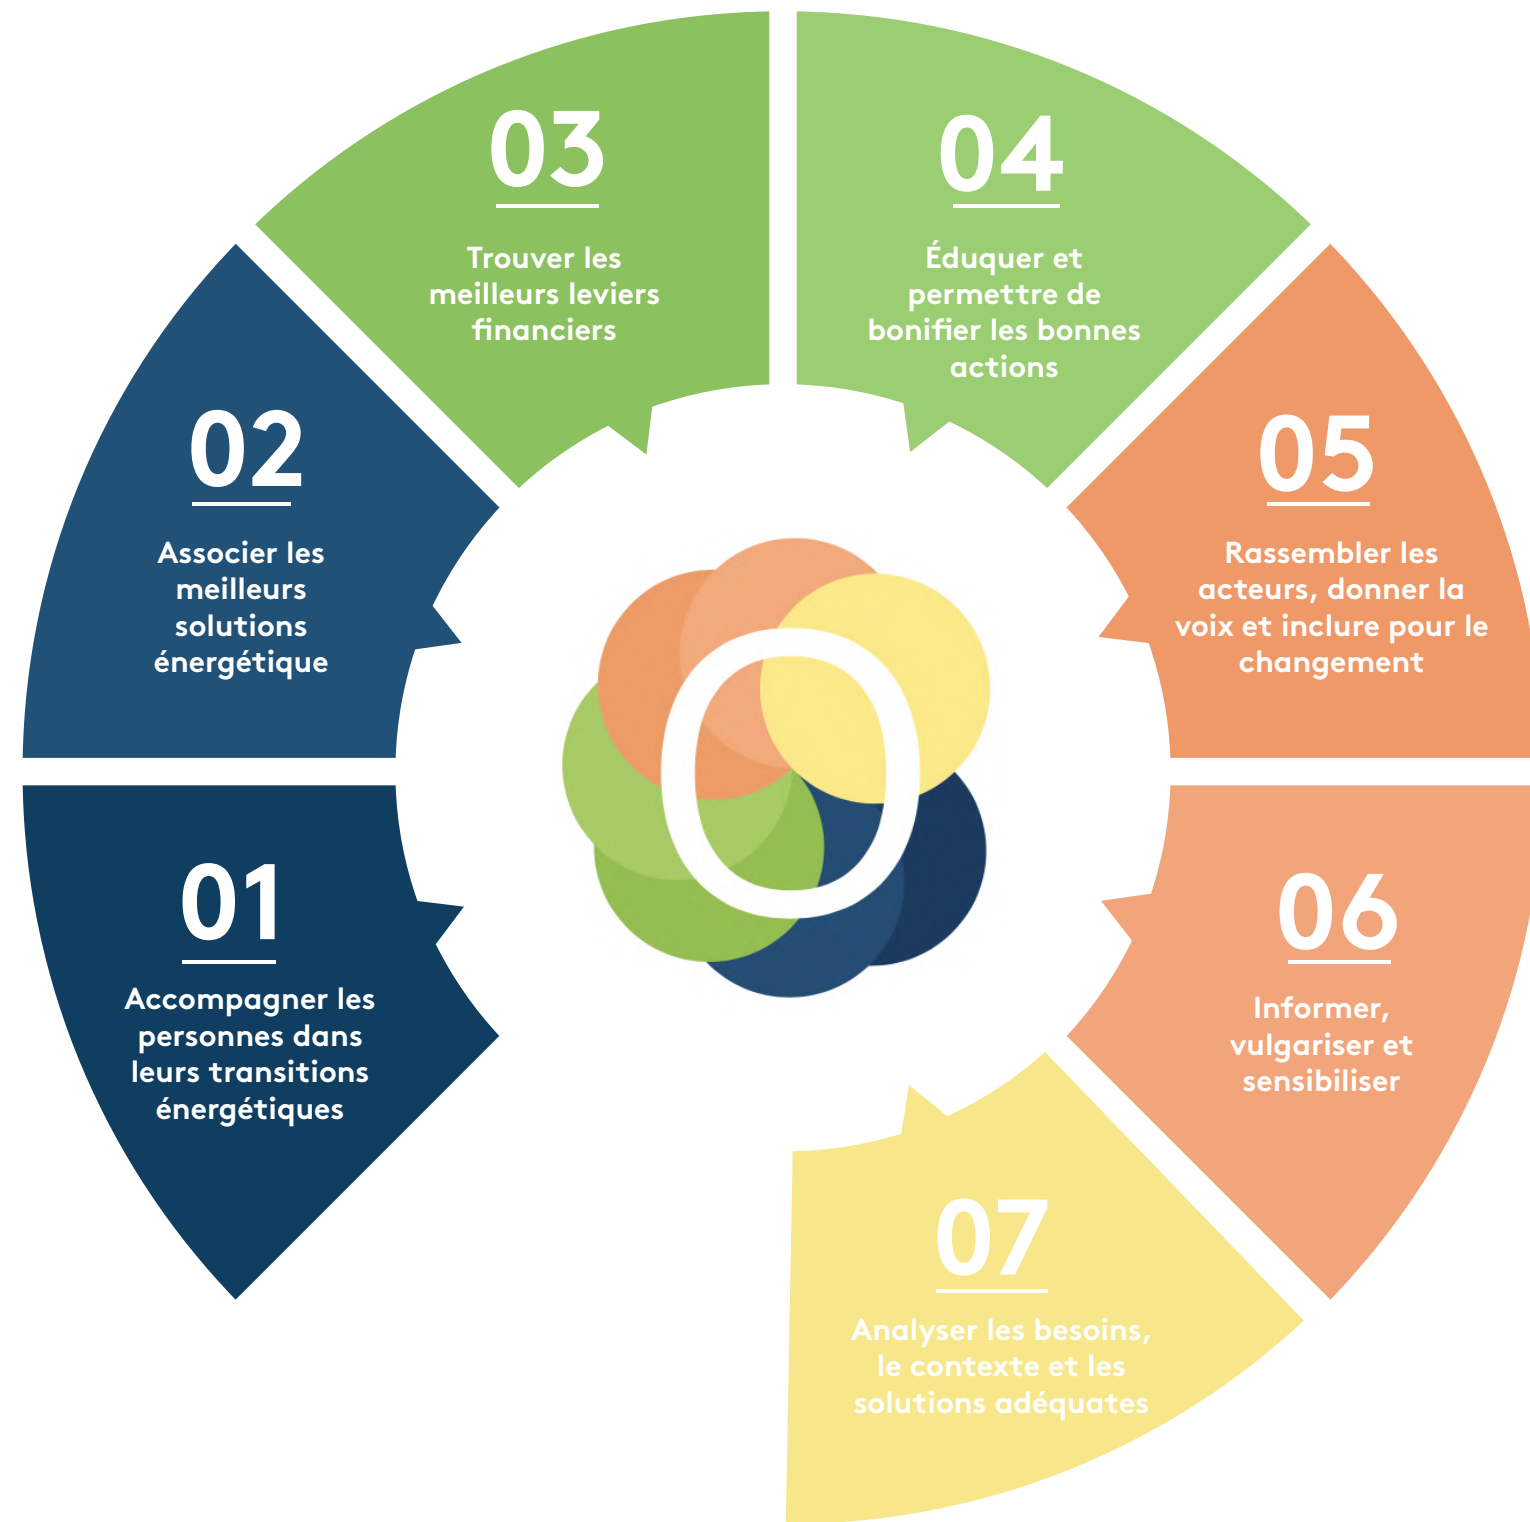 01
Accompagner les
personnes dans
leurs transitions
énergétiques
02
Associer les
meilleurs
solutions
énergétique
03
Trouver les
meilleurs leviers
financiers
04
Éduquer et
permettre de
bonifier les bonnes
actions
05
Rassembler les
acteurs, donner la
voix et inclure pour le
changement
06
Informer,
vulgariser et
sensibiliser
07
Analyser les besoins,
le contexte et les
solutions adéquates
O